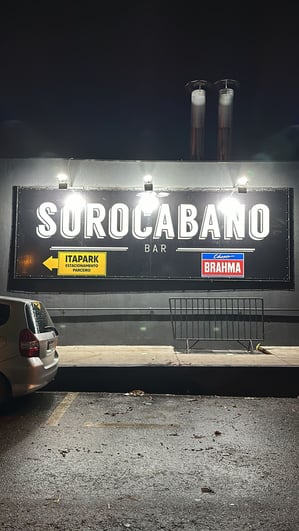 SOROCABANO
BAR
ITAPARK
ESTACIONAMENTO
PARCEIRO
Chopp
BRAHMA